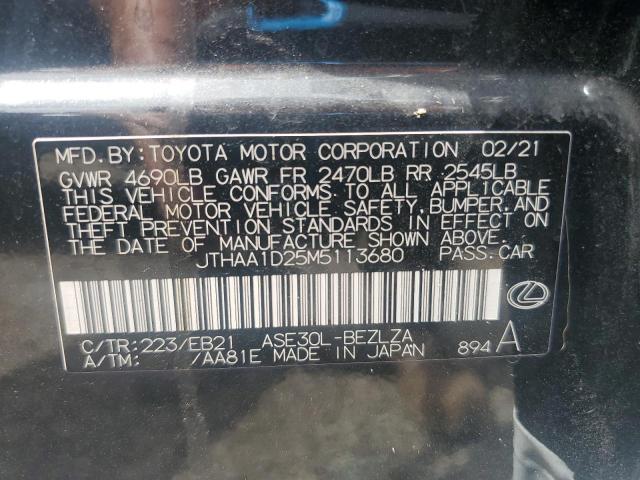 MFD. BY: TOYOTA MOTOR CORPORATION 02/21
GVWR 4690LB GAWR FR 2470LB RR 2545LB
THIS VEHICLE CONFORMS TO ALL APPLICABLE
FEDERAL MOTOR VEHICLE SAFETY, BUMPER, AND
THEFT PREVENTION STANDARDS IN EFFECT ON
THE DATE OF MANUFACTURE SHOWN ABOVE.
JTHAA1D25M5113680 PASS. CAR
C/TR: 223/EB21 ASE30L-BEZLZA
A/TM: /AA81E MADE IN JAPAN 894 A